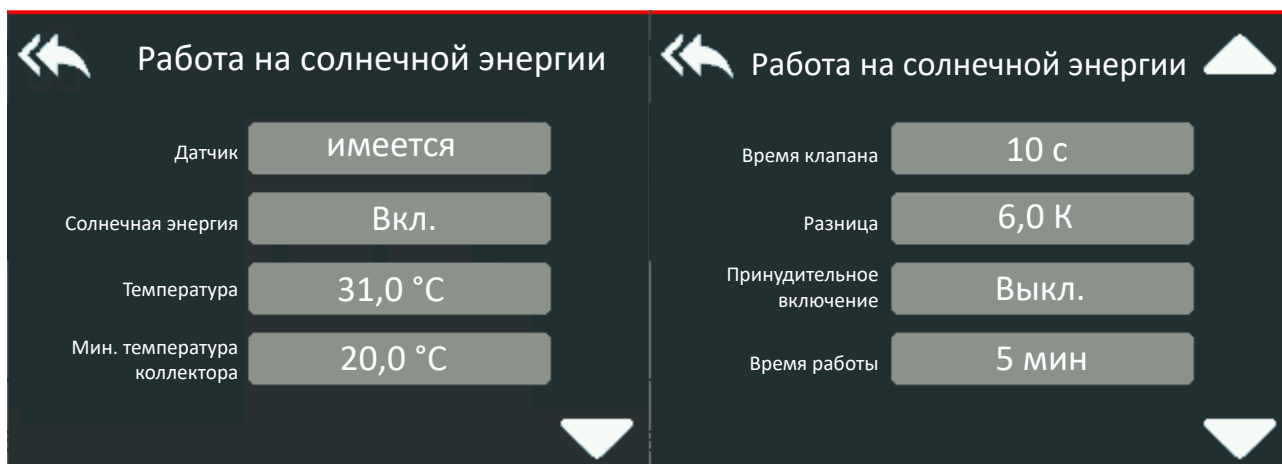 Работа на солнечной энергии
Датчик
имеется
Солнечная энергия
Вкл.
Температура
31,0 °C
Мин. температура
коллектора
20,0 °C
Работа на солнечной энергии
Время клапана
10 с
Разница
6,0 К
Принудительное
включение
Выкл.
Время работы
5 мин